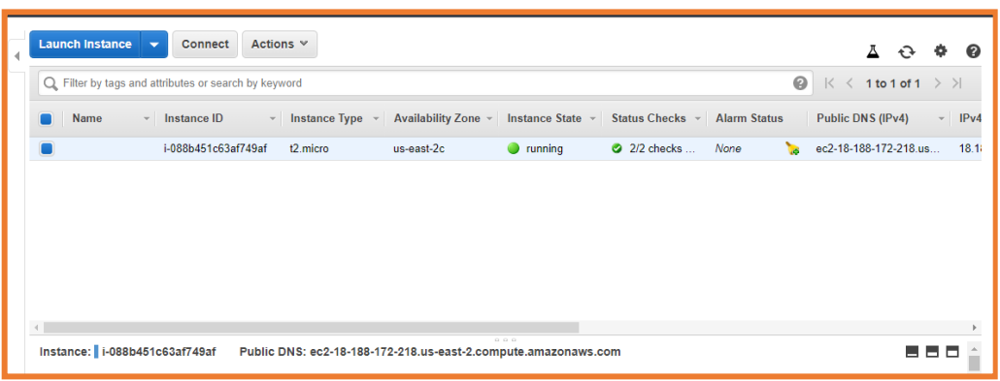 Launch Instance Connect Actions
Filter by tags and attributes or search by keyword 1 to 1 of 1
Name Instance ID Instance Type Availability Zone Instance State Status Checks Alarm Status Public DNS (IPv4) IPv4
i-088b451c63af749af t2.micro us-east-2c running 2/2 checks ... None ec2-18-188-172-218.us... 18.18
Instance: i-088b451c63af749af Public DNS: ec2-18-188-172-218.us-east-2.compute.amazonaws.com